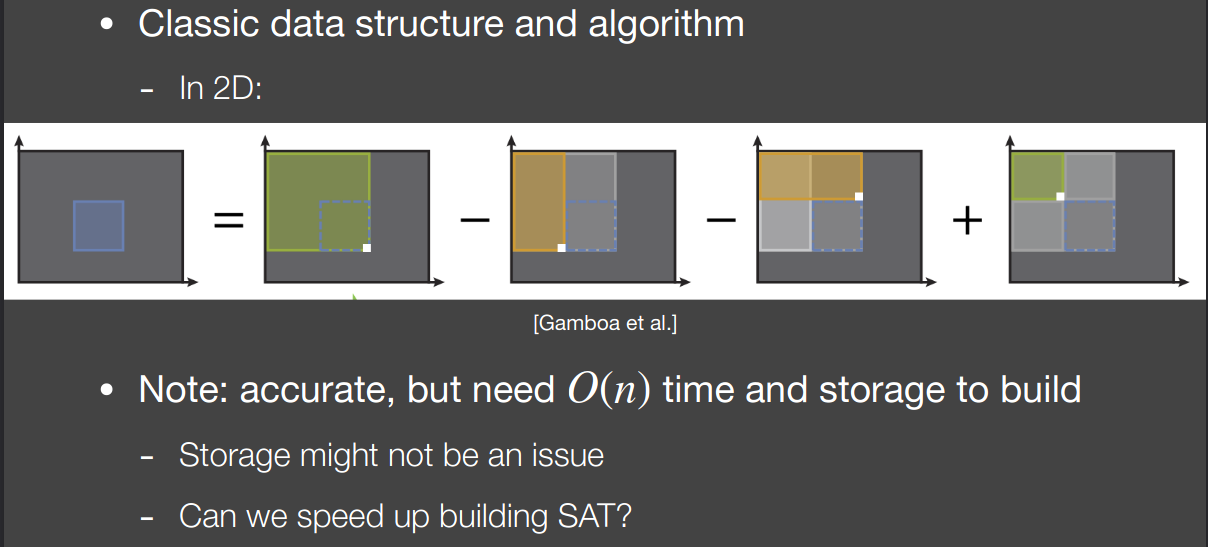 • Classic data structure and algorithm
- In 2D:
= − − +
[Gamboa et al.]
• Note: accurate, but need O(n) time and storage to build
- Storage might not be an issue
- Can we speed up building SAT?